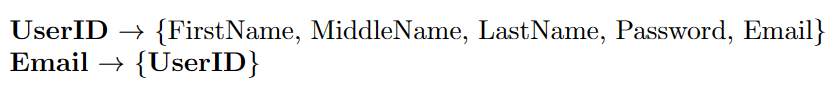 UserID → {FirstName, MiddleName, LastName, Password, Email}
Email → {UserID}